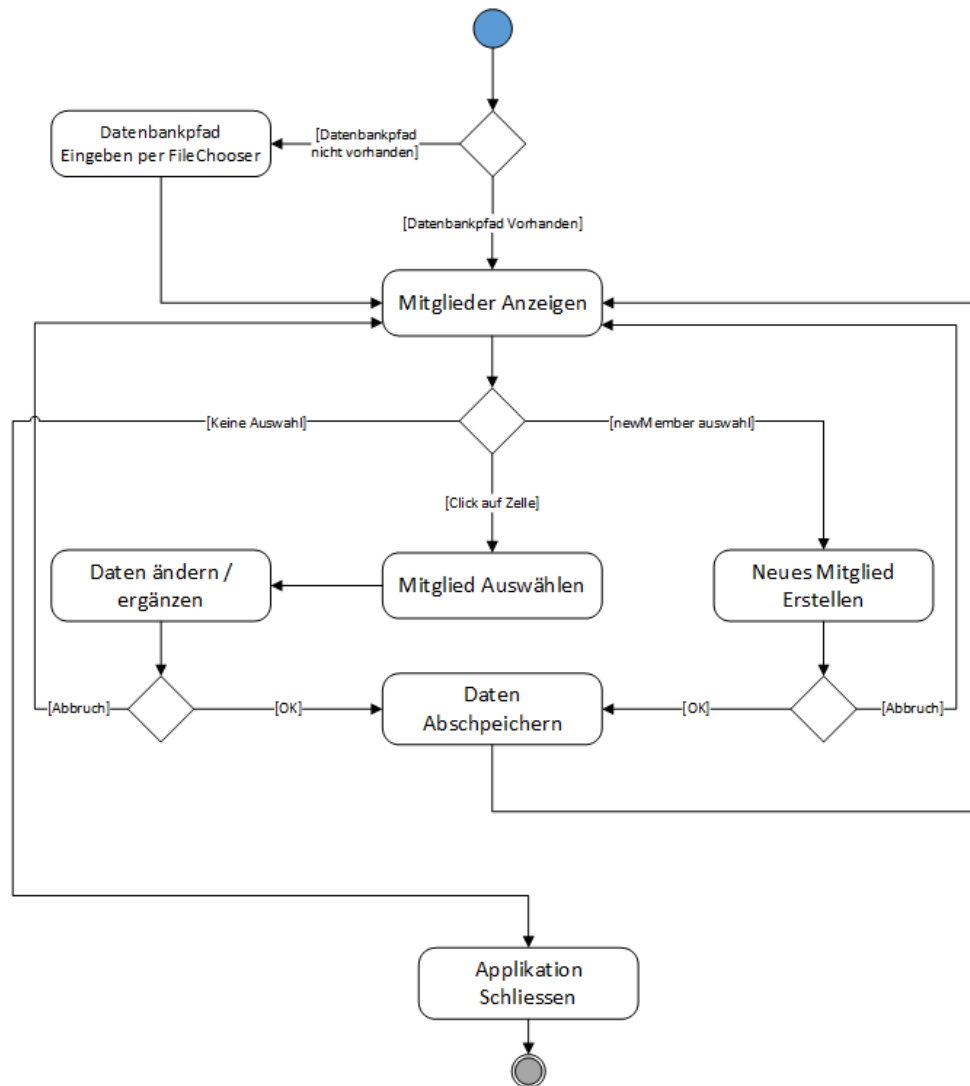 Datenbankpfad
Eingeben per FileChooser
[Datenbankpfad
nicht vorhanden]
[Datenbankpfad Vorhanden]
Mitglieder Anzeigen
[Keine Auswahl]
[newMember auswahl]
[Click auf Zelle]
Daten ändern /
ergänzen
Mitglied Auswählen
Neues Mitglied
Erstellen
[Abbruch]
[OK]
Daten
Abschpeichern
[OK]
[Abbruch]
Applikation
Schliessen